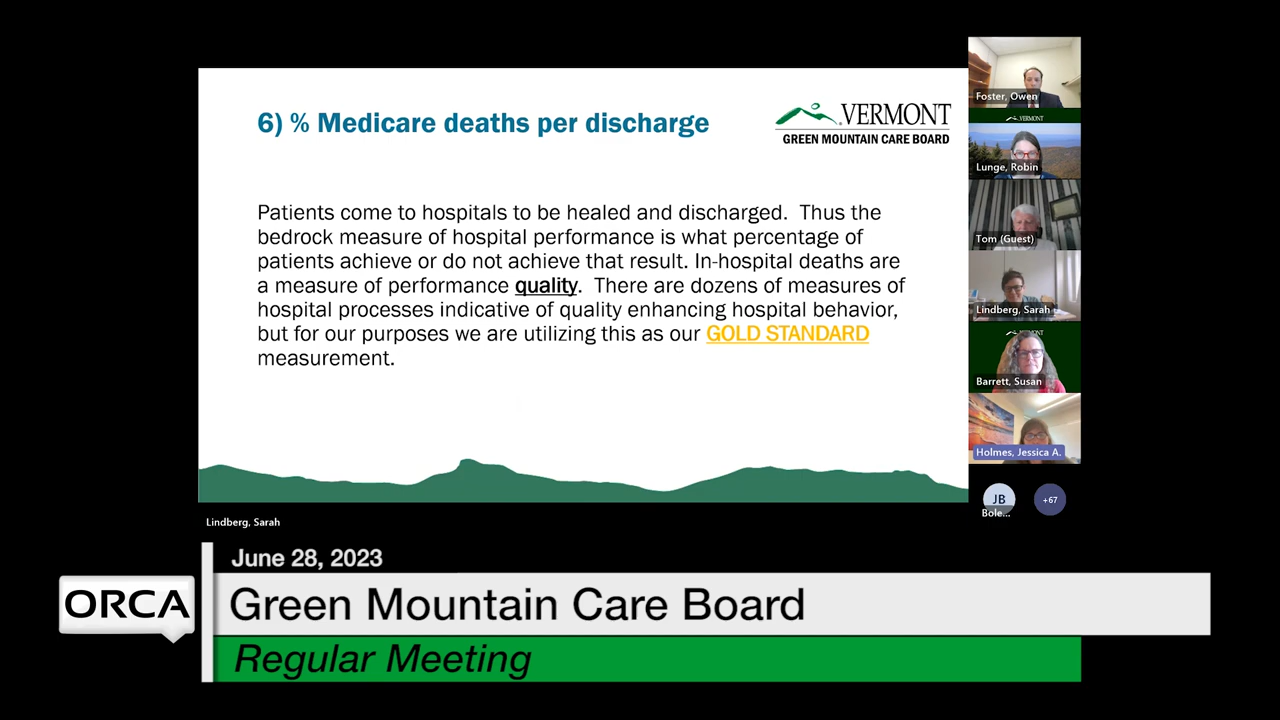 6) % Medicare deaths per discharge
VERMONT
GREEN MOUNTAIN CARE BOARD
Patients come to hospitals to be healed and discharged. Thus the
bedrock measure of hospital performance is what percentage of
patients achieve or do not achieve that result. In-hospital deaths are
a measure of performance quality. There are dozens of measures of
hospital processes indicative of quality enhancing hospital behavior,
but for our purposes we are utilizing this as our GOLD STANDARD
measurement.
Foster, Owen
VERMONT
Lunge, Robin
Tom (Guest)
Lindberg, Sarah
VERMONT
Barrett, Susan
Holmes, Jessica A.
JB
Bole...
+67
Lindberg, Sarah
June 28, 2023
ORCA
Green Mountain Care Board
Regular Meeting